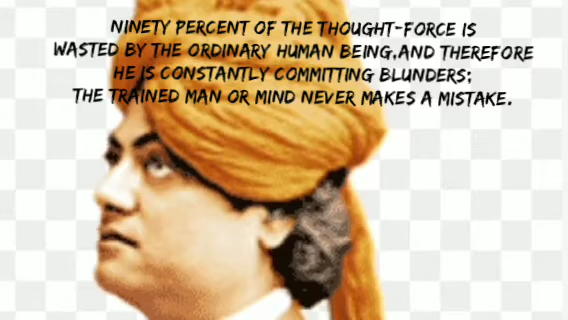 NINETY PERCENT OF THE THOUGHT-FORCE IS
WASTED BY THE ORDINARY HUMAN BEING,AND THEREFORE
HE IS CONSTANTLY COMMITTING BLUNDERS;
THE TRAINED MAN OR MIND NEVER MAKES A MISTAKE.